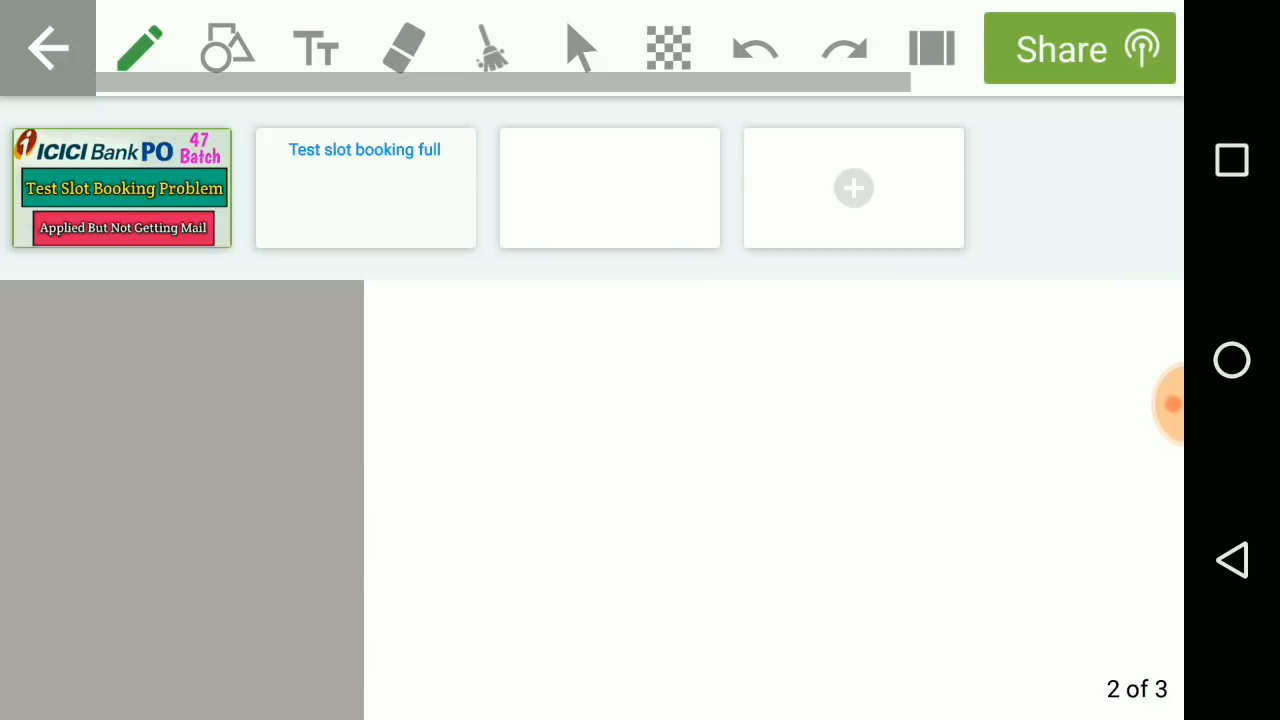 Share
ICICI Bank PO 47
Batch
Test slot booking full
Test Slot Booking Problem
Applied But Not Getting Mail
2 of 3